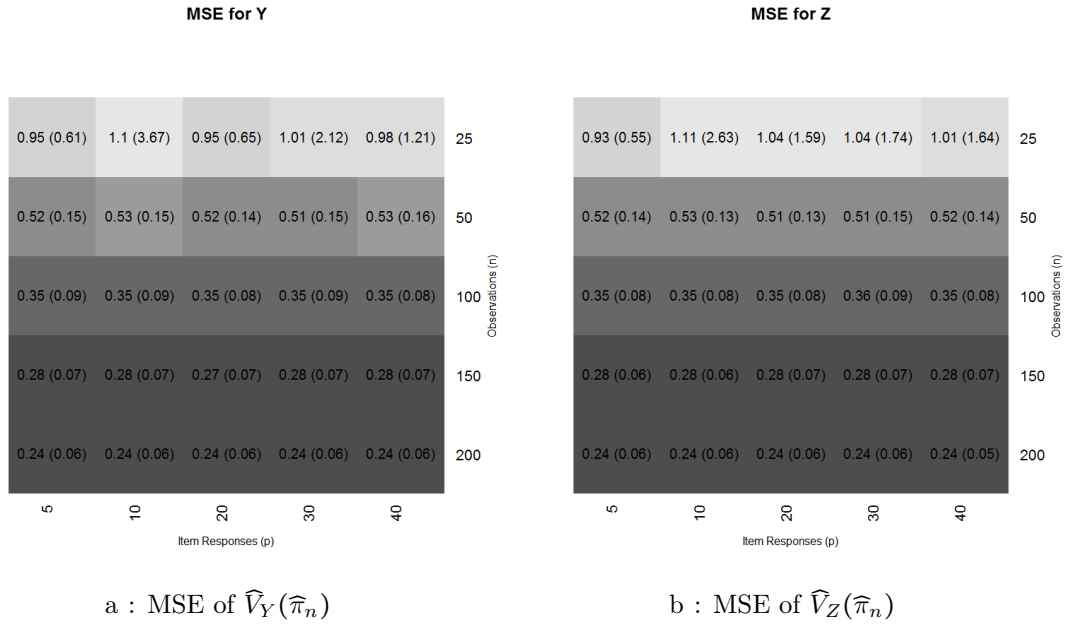 MSE for Y
0.95 (0.61) 1.1 (3.67) 0.95 (0.65) 1.01 (2.12) 0.98 (1.21) 25
0.52 (0.15) 0.53 (0.15) 0.52 (0.14) 0.51 (0.15) 0.53 (0.16) 50
0.35 (0.09) 0.35 (0.09) 0.35 (0.08) 0.35 (0.09) 0.35 (0.08) 100
0.28 (0.07) 0.28 (0.07) 0.27 (0.07) 0.28 (0.07) 0.28 (0.07) 150
0.24 (0.06) 0.24 (0.06) 0.24 (0.06) 0.24 (0.06) 0.24 (0.06) 200
Observations (n)
5 10 20 30 40
Item Responses (p)
a : MSE of V̂_Y(π̂_n)
MSE for Z
0.93 (0.55) 1.11 (2.63) 1.04 (1.59) 1.04 (1.74) 1.01 (1.64) 25
0.52 (0.14) 0.53 (0.13) 0.51 (0.13) 0.51 (0.15) 0.52 (0.14) 50
0.35 (0.08) 0.35 (0.08) 0.35 (0.08) 0.36 (0.09) 0.35 (0.08) 100
0.28 (0.06) 0.28 (0.06) 0.28 (0.07) 0.28 (0.07) 0.28 (0.07) 150
0.24 (0.06) 0.24 (0.06) 0.24 (0.06) 0.24 (0.06) 0.24 (0.05) 200
Observations (n)
5 10 20 30 40
Item Responses (p)
b : MSE of V̂_Z(π̂_n)